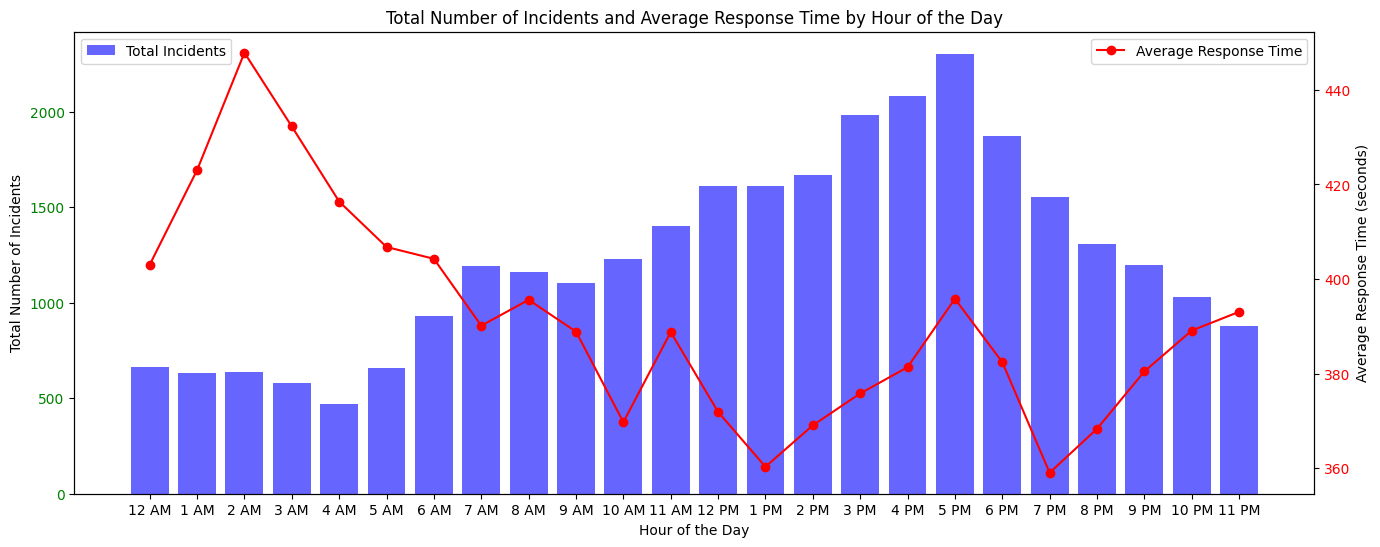 Total Number of Incidents and Average Response Time by Hour of the Day
Total Incidents
Average Response Time
Total Number of Incidents
2000
1500
1000
500
0
440
420
400
380
360
Average Response Time (seconds)
12 AM 1 AM 2 AM 3 AM 4 AM 5 AM 6 AM 7 AM 8 AM 9 AM 10 AM 11 AM 12 PM 1 PM 2 PM 3 PM 4 PM 5 PM 6 PM 7 PM 8 PM 9 PM 10 PM 11 PM
Hour of the Day